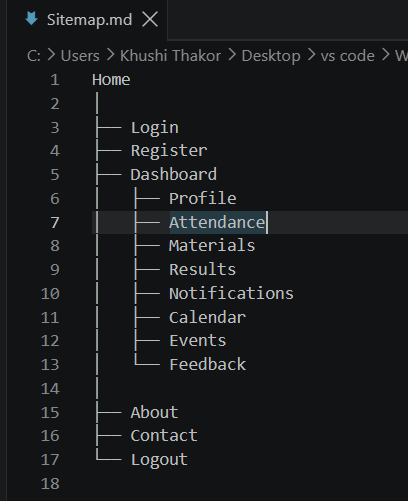 Sitemap.md
C: > Users > Khushi Thakor > Desktop > vs code > W
1 Home
2 │
3 ├── Login
4 ├── Register
5 ├── Dashboard
6 │   ├── Profile
7 │   ├── Attendance
8 │   ├── Materials
9 │   ├── Results
10 │   ├── Notifications
11 │   ├── Calendar
12 │   ├── Events
13 │   └── Feedback
14 │
15 ├── About
16 ├── Contact
17 └── Logout
18